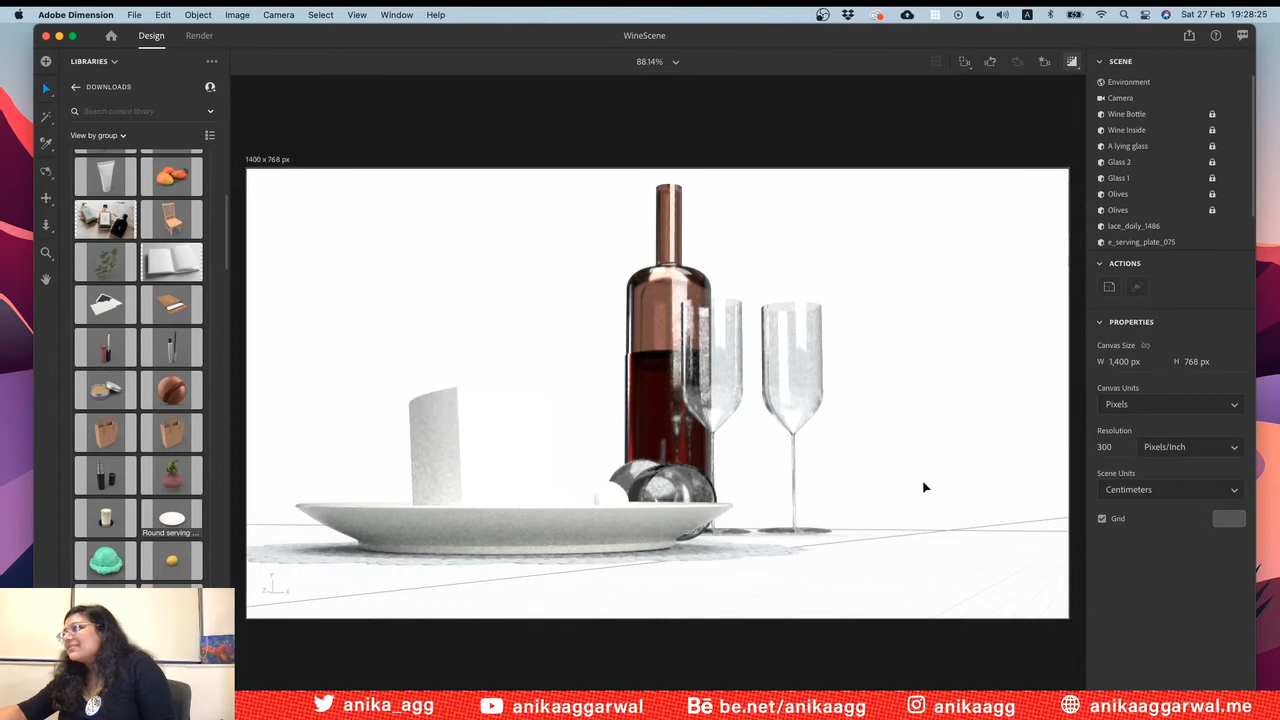 Adobe Dimension File Edit Object Image Camera Select View Window Help A Sat 27 Feb 19:28:25
Design Render WineScene
LIBRARIES 88.14% SCENE
DOWNLOADS Environment
Camera
Search current library Wine Bottle
Wine Inside
View by group A lying glass
1400 x 768 px Glass 2
Glass 1
Olives
Olives
lace_doily_1486
e_serving_plate_075
ACTIONS
PROPERTIES
Canvas Size
W 1,400 px H 768 px
Canvas Units
Pixels
Resolution
300 Pixels/Inch
Scene Units
Centimeters
Grid
Round serving ...
Y
Z X
anika_agg anikaaggarwal Bē be.net/anikaagg anikaagg anikaaggarwal.me